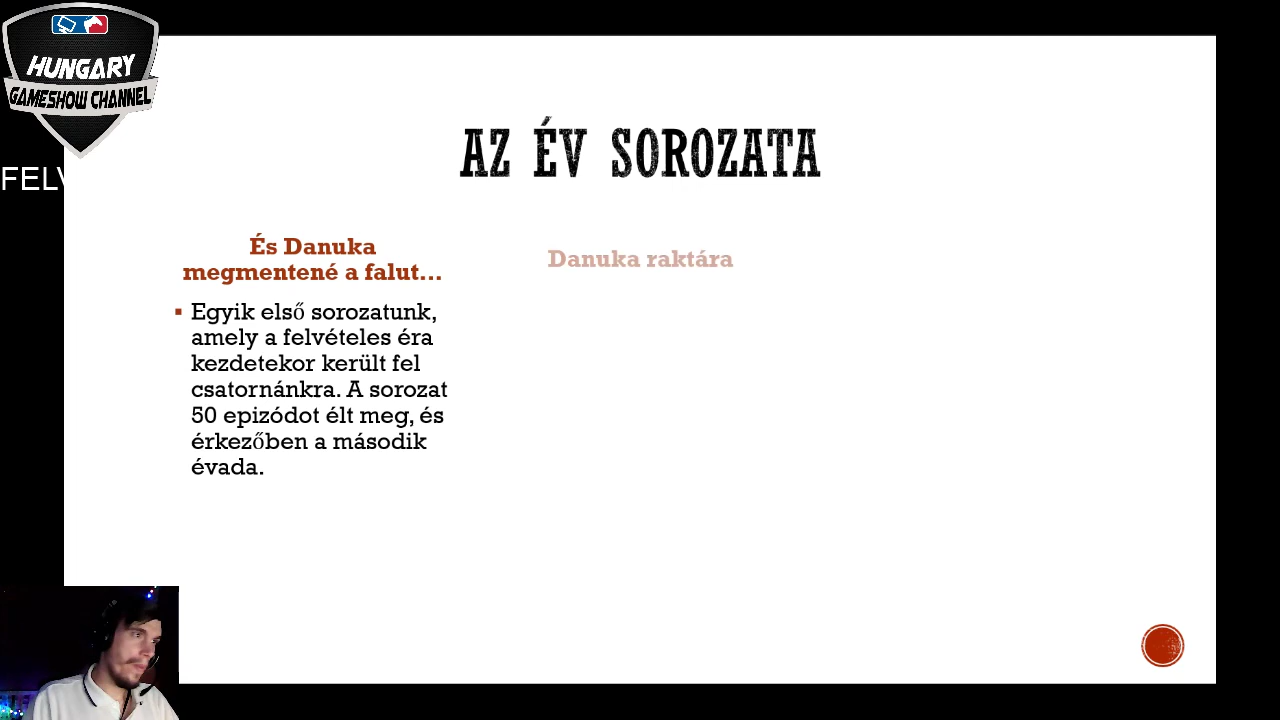 HUNGARY
GAMESHOW CHANNEL
FELV
AZ ÉV SOROZATA
És Danuka
megmentené a falut...
Danuka raktára
▪ Egyik első sorozatunk,
amely a felvételes éra
kezdetekor került fel
csatornánkra. A sorozat
50 epizódot élt meg, és
érkezőben a második
évada.